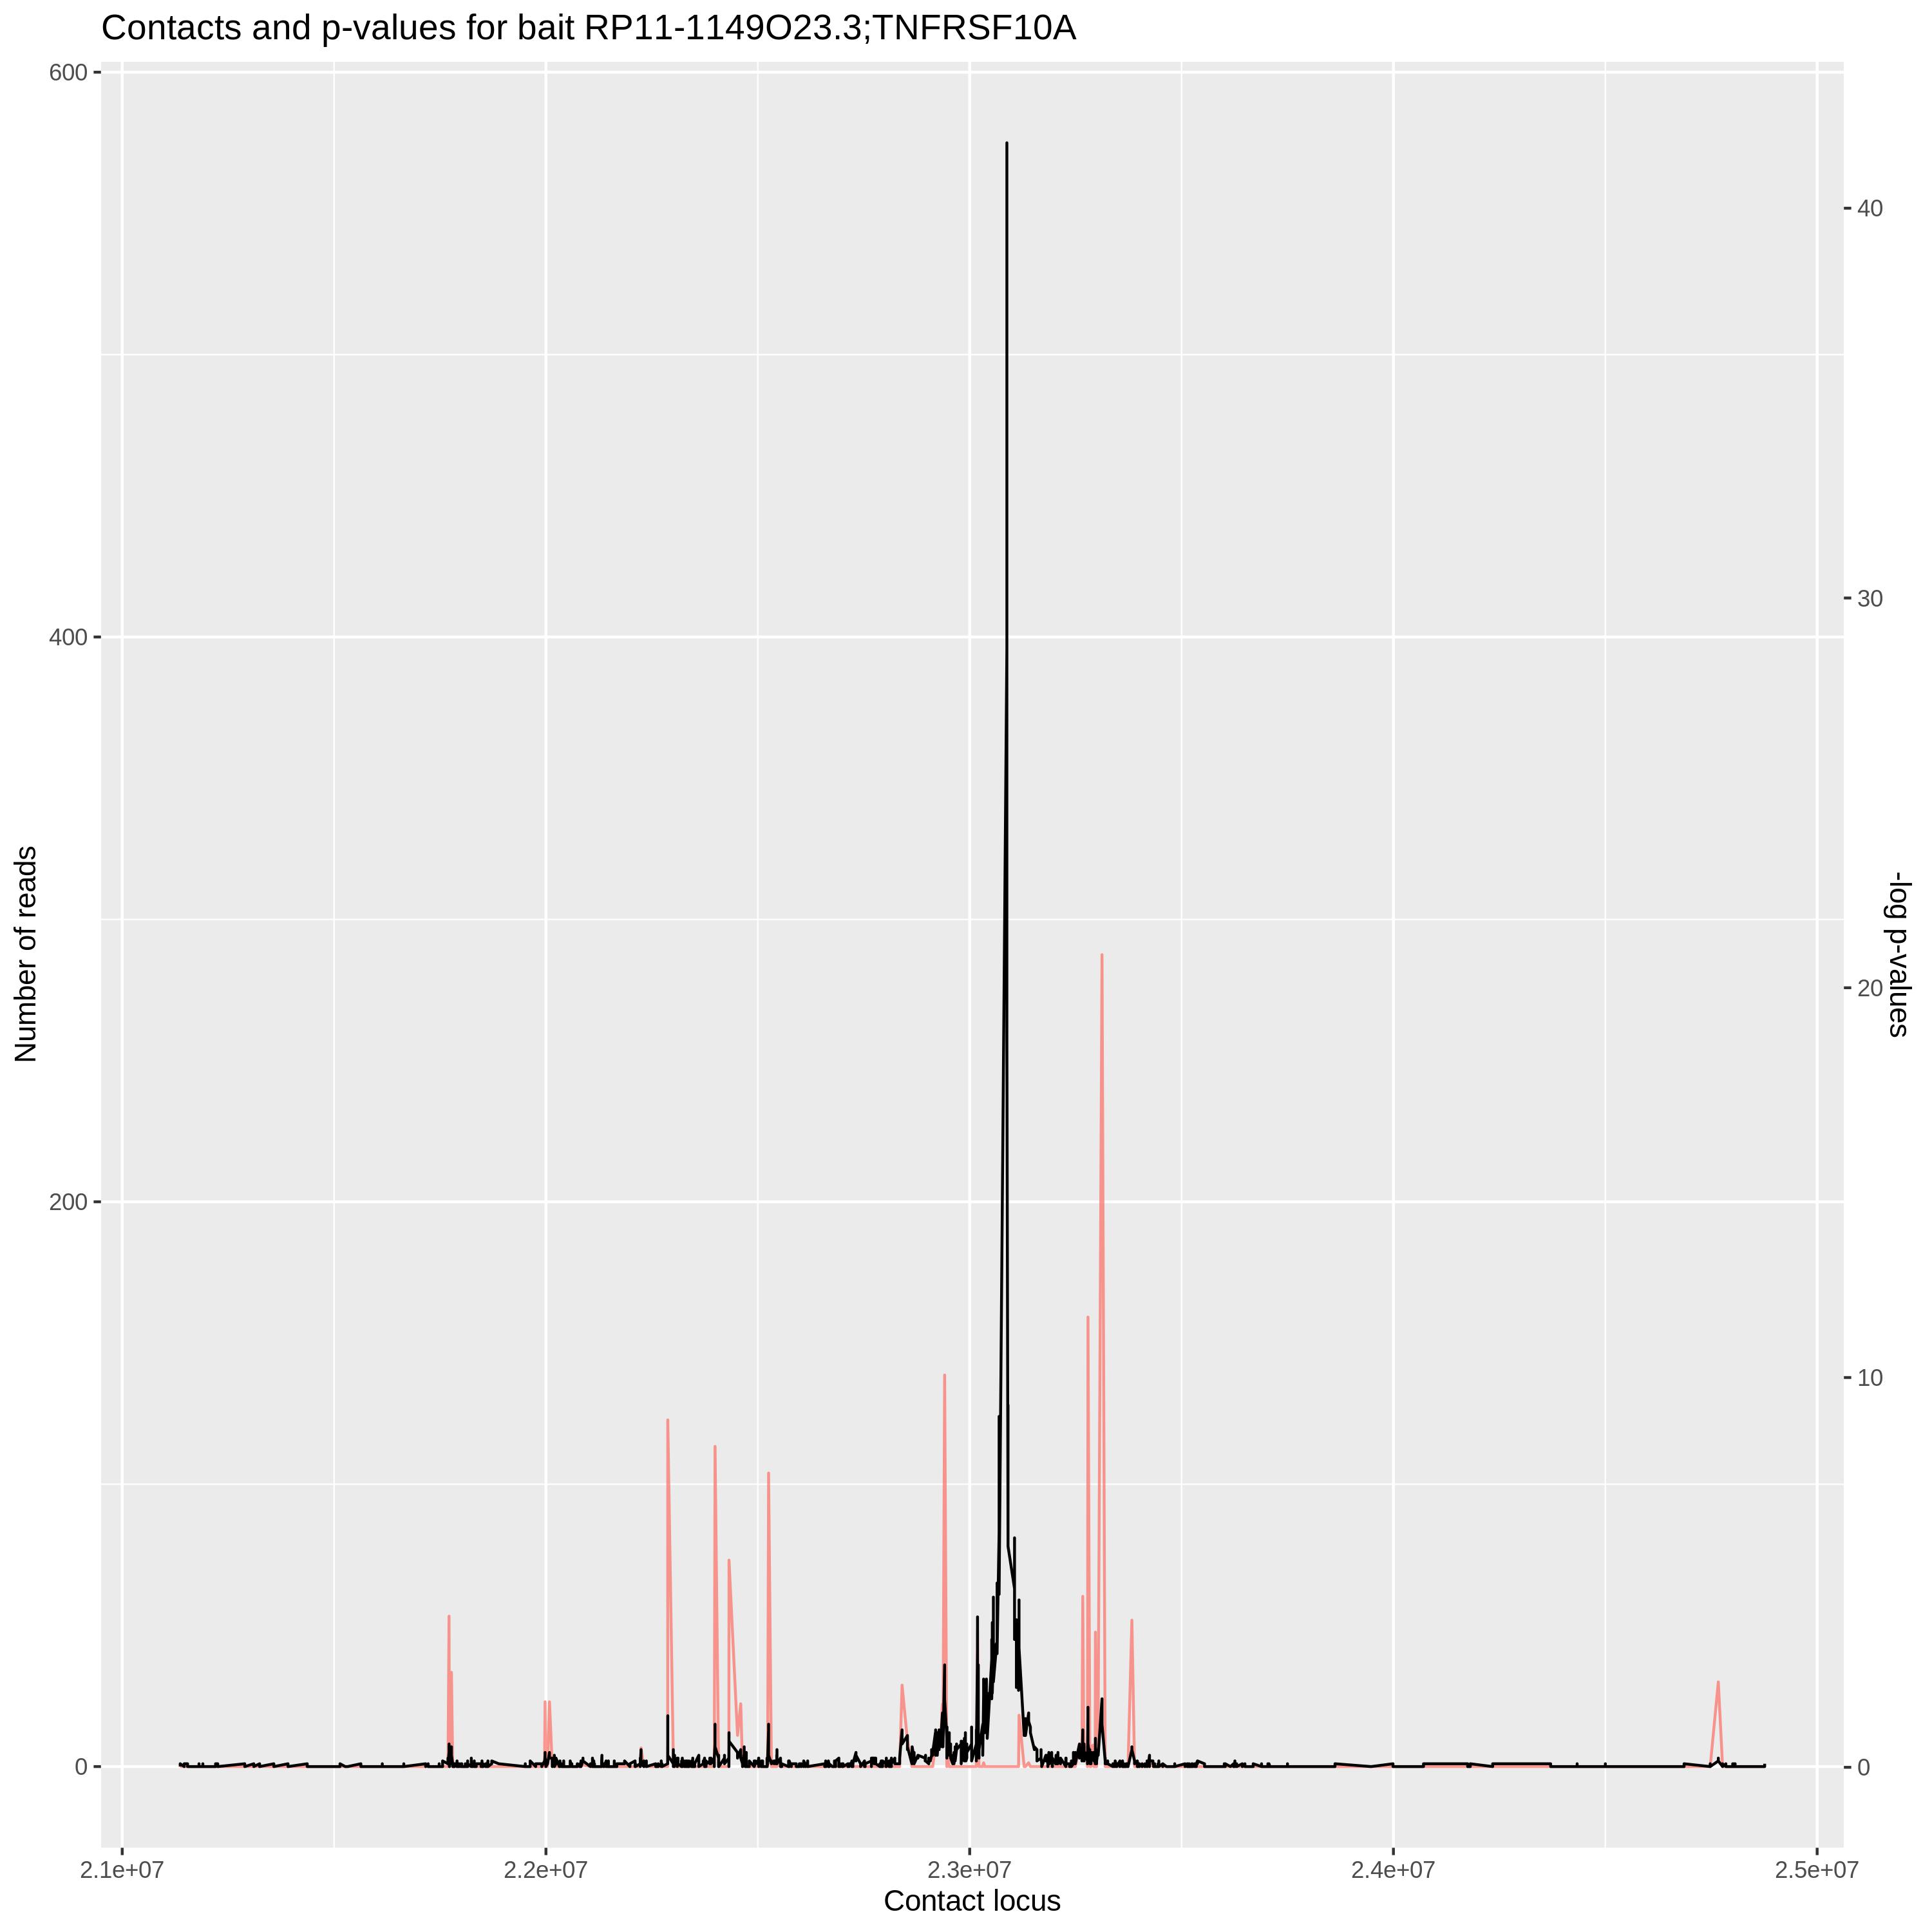 Contacts and p-values for bait RP11-1149O23.3;TNFRSF10A
600
400
200
0
Number of reads
40
30
20
10
0
-log p-values
2.1e+07
2.2e+07
2.3e+07
2.4e+07
2.5e+07
Contact locus